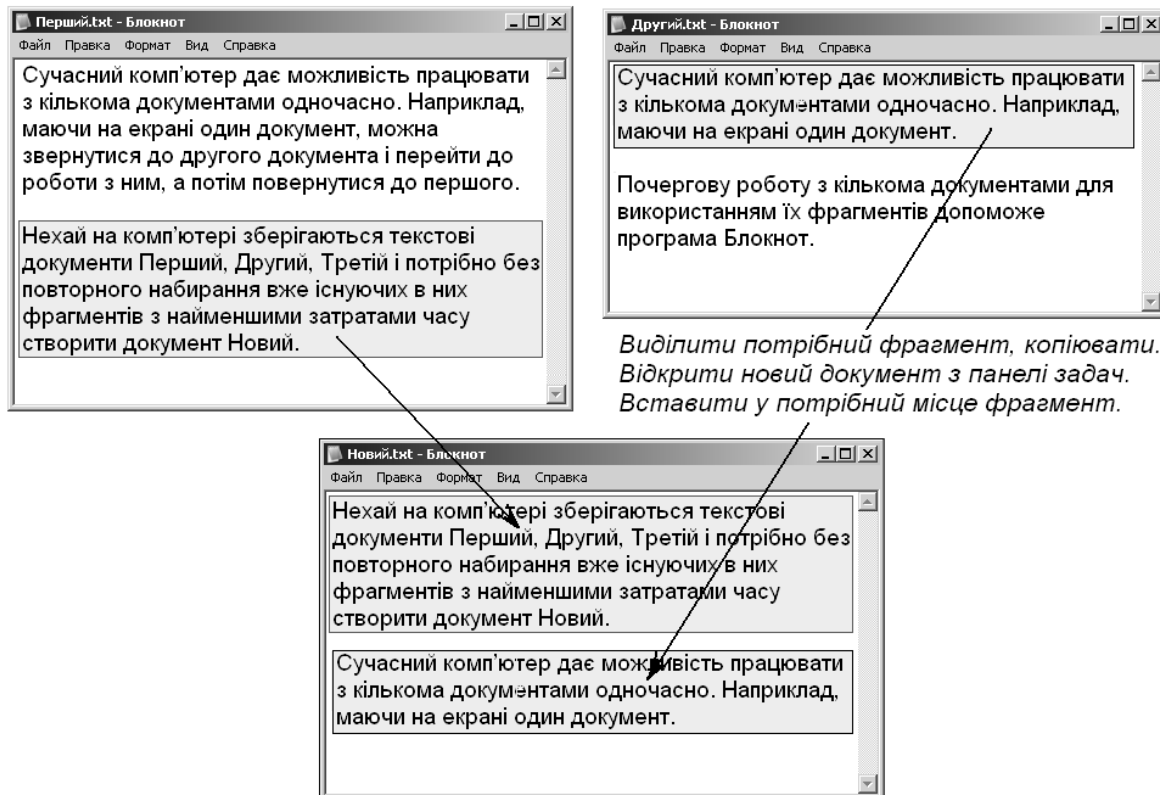 Перший.txt - Блокнот
Файл Правка Формат Вид Справка
Сучасний комп'ютер дає можливість працювати
з кількома документами одночасно. Наприклад,
маючи на екрані один документ, можна
звернутися до другого документа і перейти до
роботи з ним, а потім повернутися до першого.
Нехай на комп'ютері зберігаються текстові
документи Перший, Другий, Третій і потрібно без
повторного набирання вже існуючих в них
фрагментів з найменшими затратами часу
створити документ Новий.
Другий.txt - Блокнот
Файл Правка Формат Вид Справка
Сучасний комп'ютер дає можливість працювати
з кількома документами одночасно. Наприклад,
маючи на екрані один документ.
Почергову роботу з кількома документами для
використанням їх фрагментів допоможе
програма Блокнот.
Виділити потрібний фрагмент, копіювати.
Відкрити новий документ з панелі задач.
Вставити у потрібний місце фрагмент.
Новий.txt - Блокнот
Файл Правка Формат Вид Справка
Нехай на комп'ютері зберігаються текстові
документи Перший, Другий, Третій і потрібно без
повторного набирання вже існуючих в них
фрагментів з найменшими затратами часу
створити документ Новий.
Сучасний комп'ютер дає можливість працювати
з кількома документами одночасно. Наприклад,
маючи на екрані один документ.